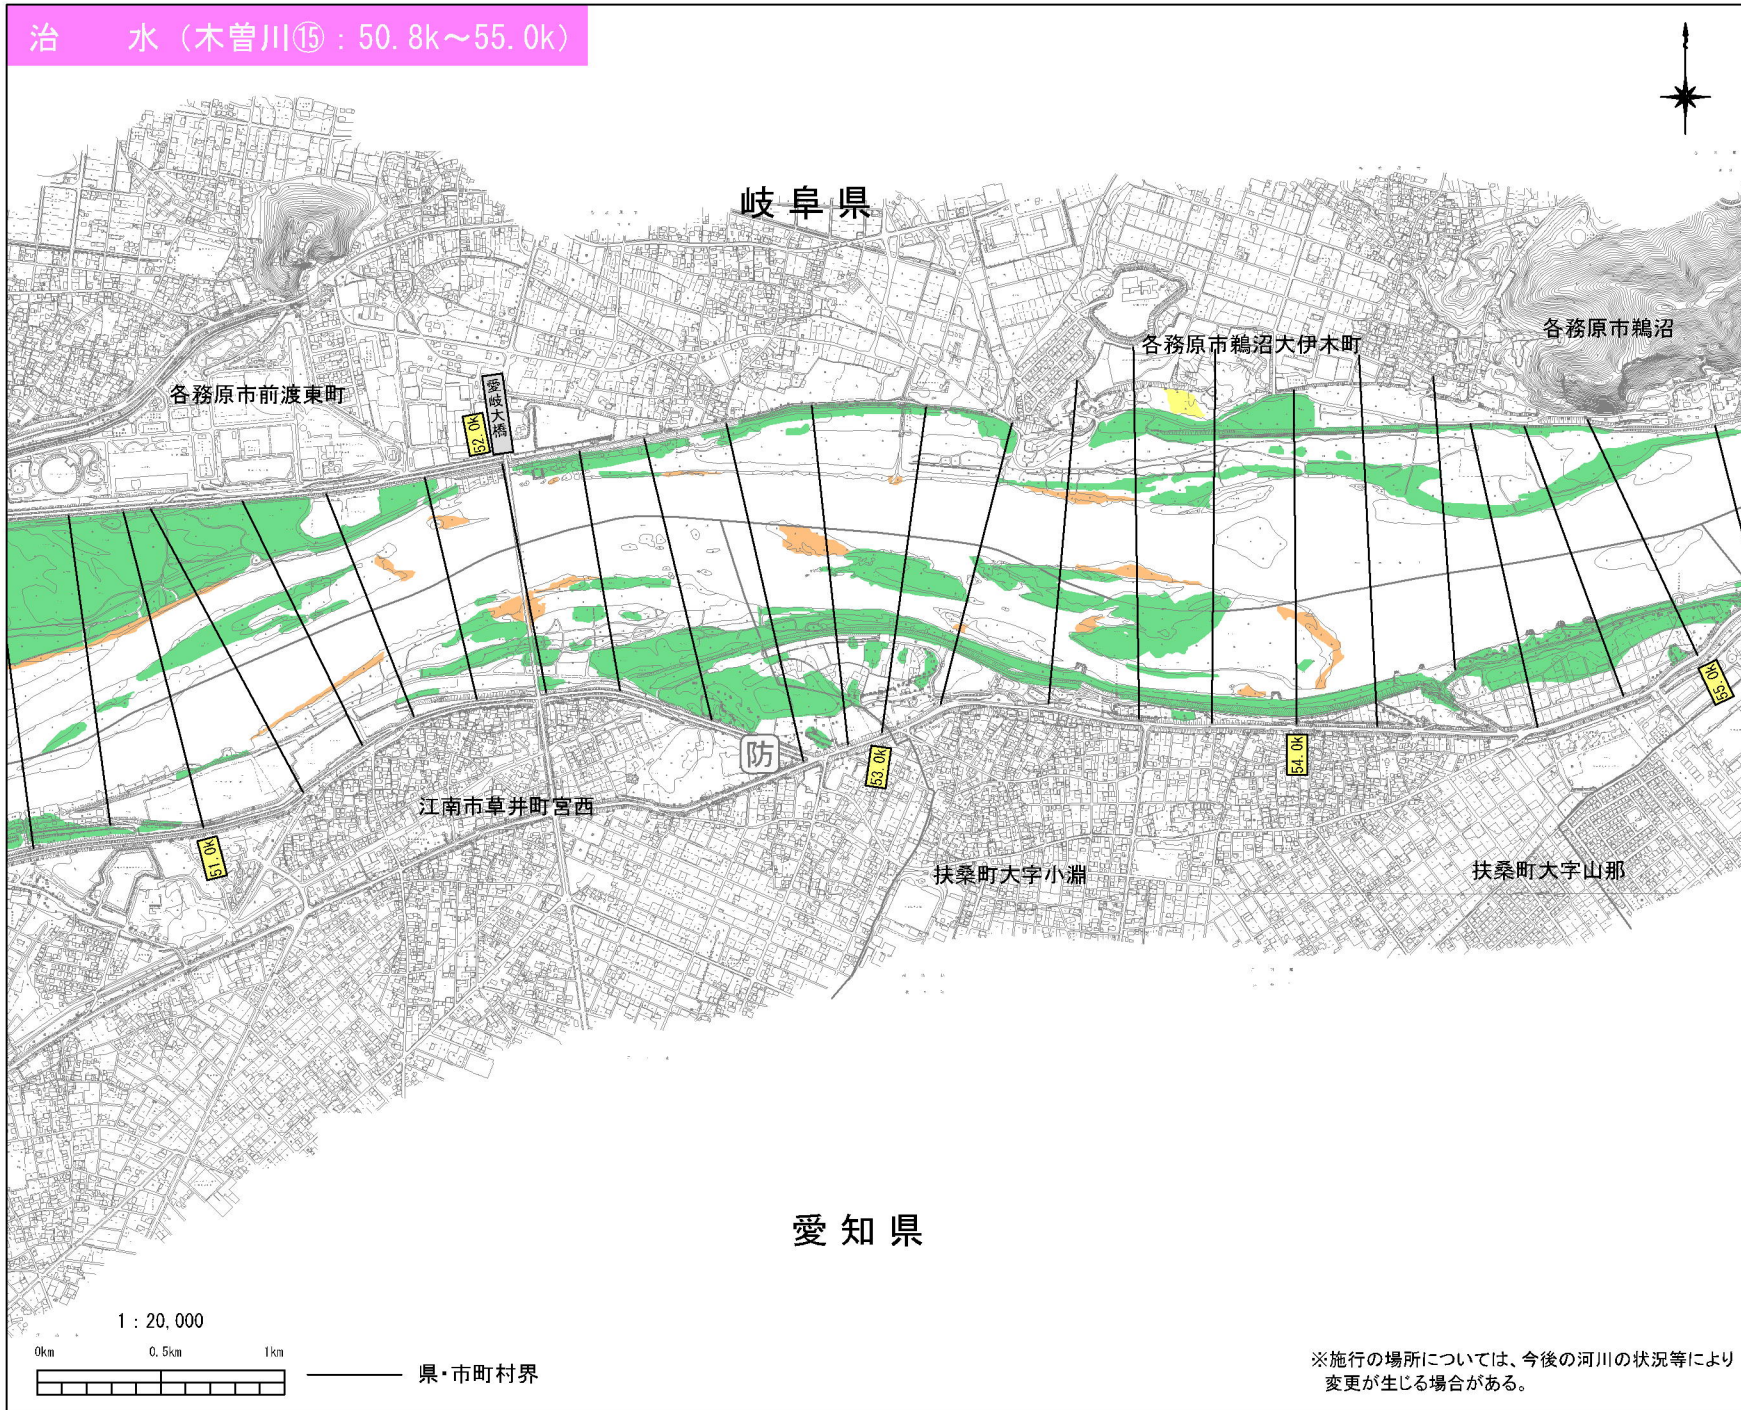 治　　水（木曽川⑮：50.8k～55.0k）
岐阜県
各務原市鵜沼
各務原市鵜沼大伊木町
各務原市前渡東町
愛岐大橋
52.0k
防
53.0k
54.0k
55.0k
51.0k
江南市草井町宮西
扶桑町大字小淵
扶桑町大字山那
愛知県
1：20,000
0km 0.5km 1km
県・市町村界
※施行の場所については、今後の河川の状況等により
変更が生じる場合がある。